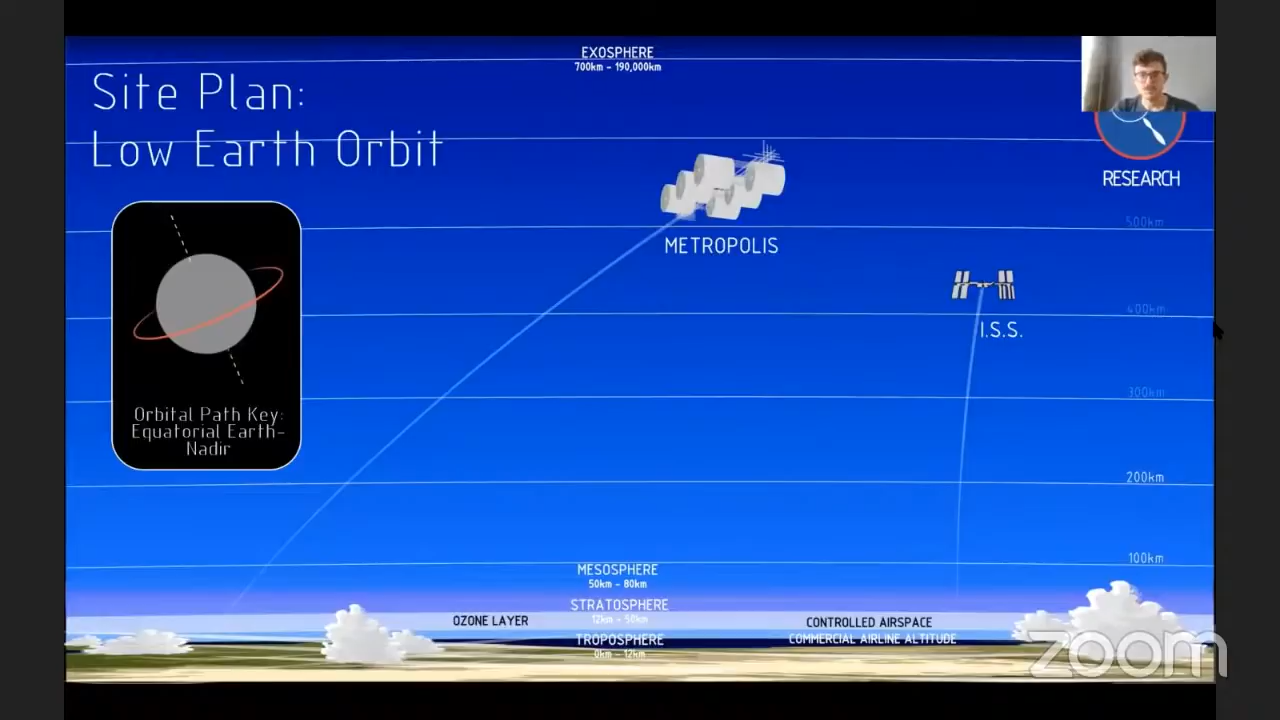 EXOSPHERE
700km - 190,000km
Site Plan:
Low Earth Orbit
RESEARCH
500km
METROPOLIS
400km
I.S.S.
300km
Orbital Path Key:
Equatorial Earth-
Nadir
200km
100km
MESOSPHERE
50km - 80km
STRATOSPHERE
12km - 50km
OZONE LAYER
CONTROLLED AIRSPACE
TROPOSPHERE
0km - 12km
COMMERCIAL AIRLINE ALTITUDE
zoom